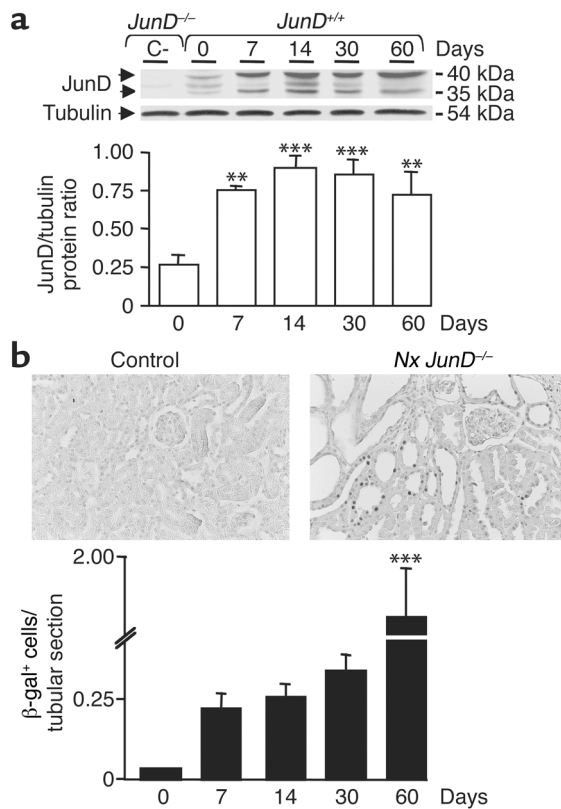 a
JunD–/–
JunD+/+
C- 0 7 14 30 60 Days
JunD
40 kDa
35 kDa
Tubulin
54 kDa
JunD/tubulin
protein ratio
1.00
0.75
0.50
0.25
0
** *** *** **
0 7 14 30 60 Days
b
Control
Nx JunD–/–
β-gal+ cells/
tubular section
2.00
0.25
0
***
0 7 14 30 60 Days